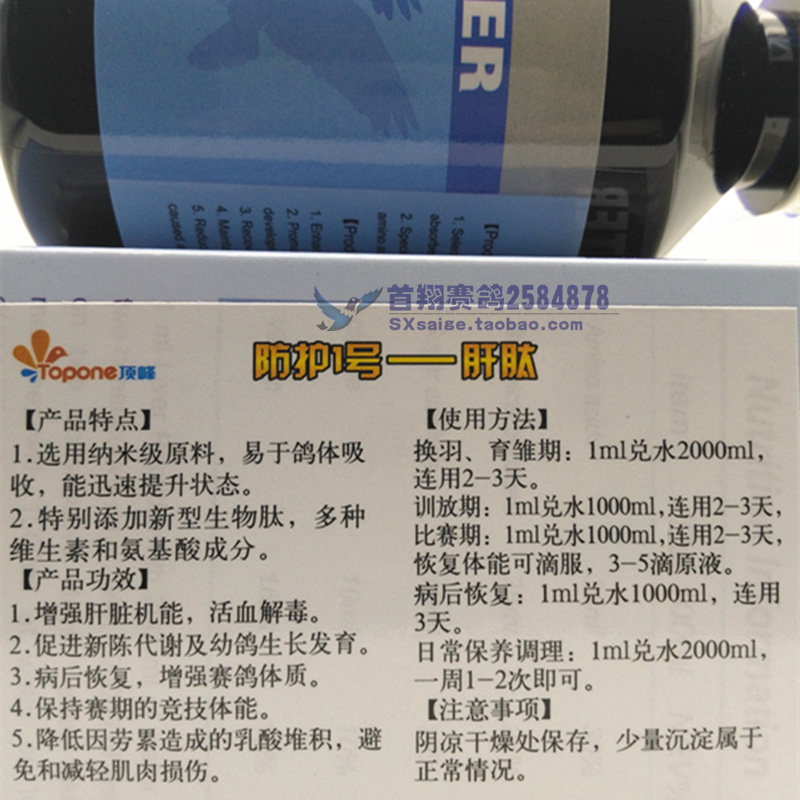 ER
首翔赛鸽2584878
SXsaige.taobao.com
Topone顶峰
防护1号——肝肽
【产品特点】
1.选用纳米级原料，易于鸽体吸
收，能迅速提升状态。
2.特别添加新型生物肽，多种
维生素和氨基酸成分。
【产品功效】
1.增强肝脏机能，活血解毒。
2.促进新陈代谢及幼鸽生长发育。
3.病后恢复，增强赛鸽体质。
4.保持赛期的竞技体能。
5.降低因劳累造成的乳酸堆积，避
免和减轻肌肉损伤。
【使用方法】
换羽、育雏期：1ml兑水2000ml，
连用2-3天。
训放期：1ml兑水1000ml,连用2-3天，
比赛期：1ml兑水1000ml,连用2-3天，
恢复体能可滴服，3-5滴原液。
病后恢复：1ml兑水1000ml，连用
3天。
日常保养调理：1ml兑水2000ml，
一周1-2次即可。
【注意事项】
阴凉干燥处保存，少量沉淀属于
正常情况。